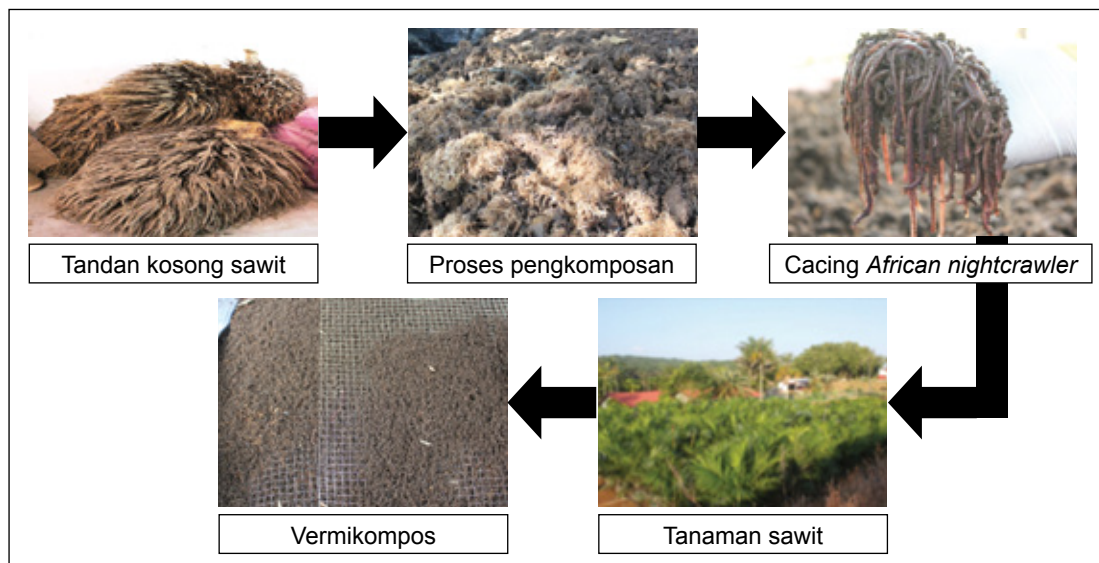 Tandan kosong sawit
Proses pengkomposan
Cacing African nightcrawler
Vermikompos
Tanaman sawit